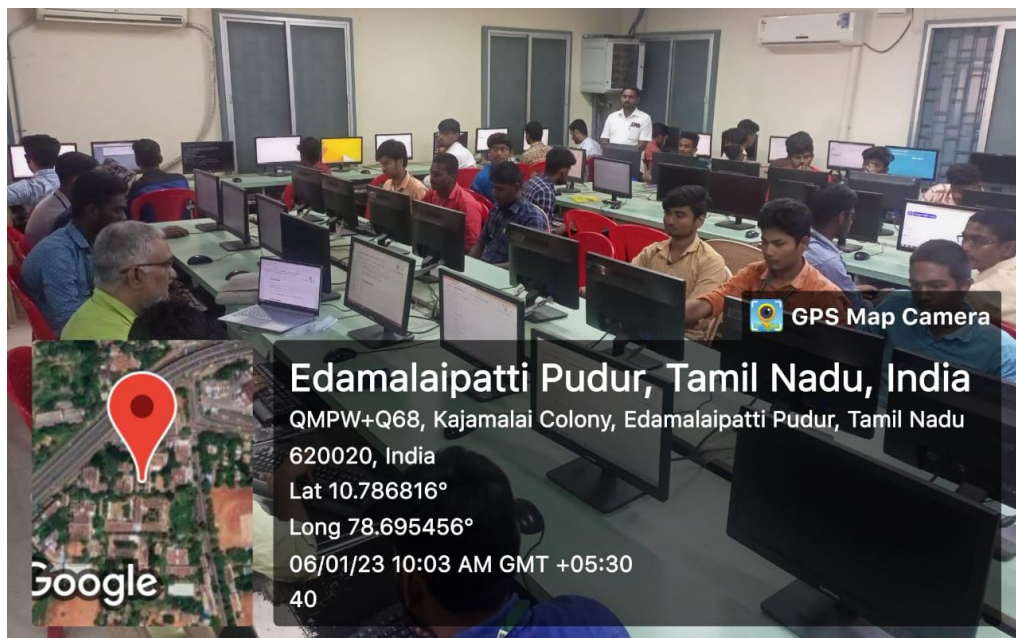 GPS Map Camera
Edamalaipatti Pudur, Tamil Nadu, India
QMPW+Q68, Kajamalai Colony, Edamalaipatti Pudur, Tamil Nadu
620020, India
Lat 10.786816°
Long 78.695456°
06/01/23 10:03 AM GMT +05:30
40
Google
Lenovo